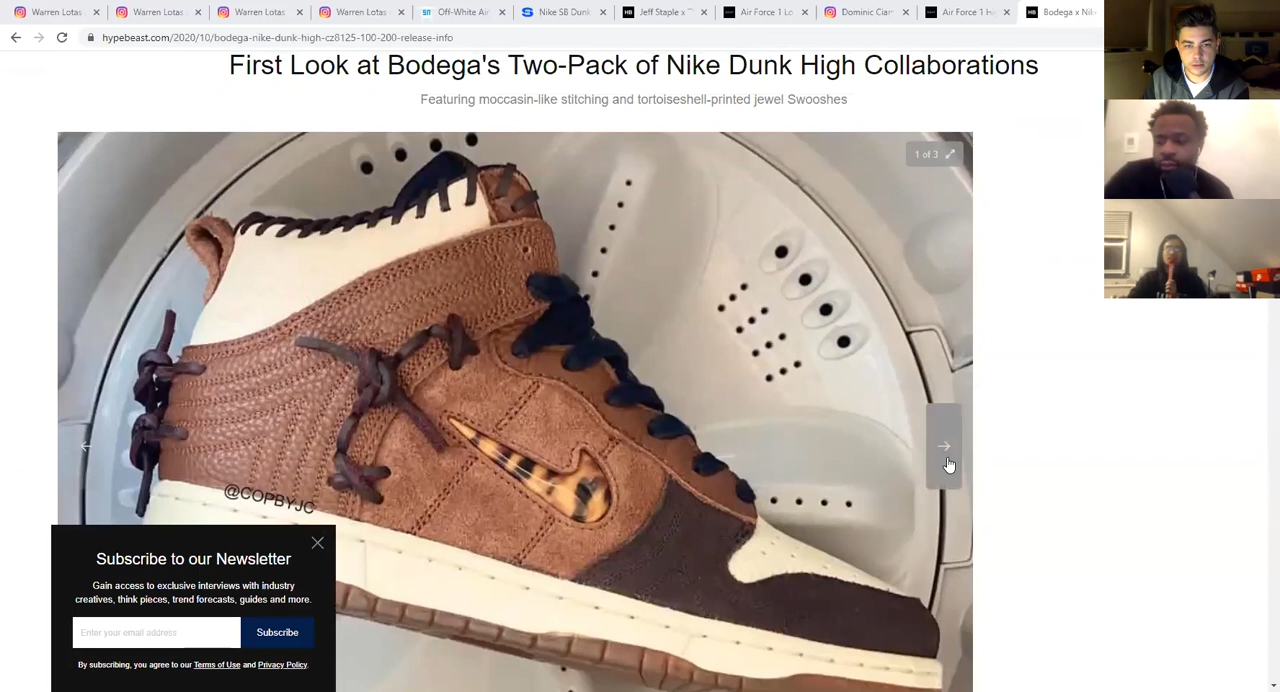 Warren Lotas
Warren Lotas
Warren Lotas
Warren Lotas
Off-White Air
Nike SB Dunk
HB
Jeff Staple x
Air Force 1 Lo
Dominic Ciar
Air Force 1 H
HB
Bodega x Nik
hypebeast.com/2020/10/bodega-nike-dunk-high-cz8125-100-200-release-info
First Look at Bodega's Two-Pack of Nike Dunk High Collaborations
Featuring moccasin-like stitching and tortoiseshell-printed jewel Swooshes
1 of 3
@COPBYJC
Subscribe to our Newsletter
Gain access to exclusive interviews with industry
creatives, think pieces, trend forecasts, guides and more.
Enter your email address
Subscribe
By subscribing, you agree to our Terms of Use and Privacy Policy.